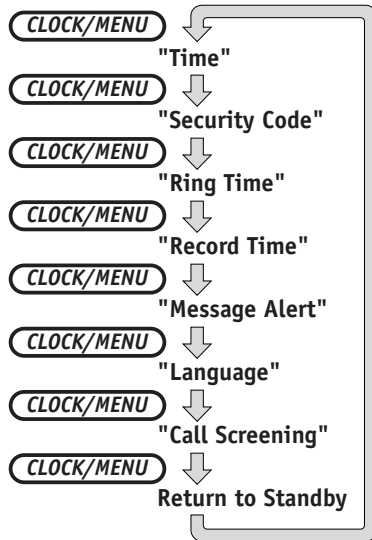 CLOCK/MENU
"Time"
CLOCK/MENU
"Security Code"
CLOCK/MENU
"Ring Time"
CLOCK/MENU
"Record Time"
CLOCK/MENU
"Message Alert"
CLOCK/MENU
"Language"
CLOCK/MENU
"Call Screening"
CLOCK/MENU
Return to Standby